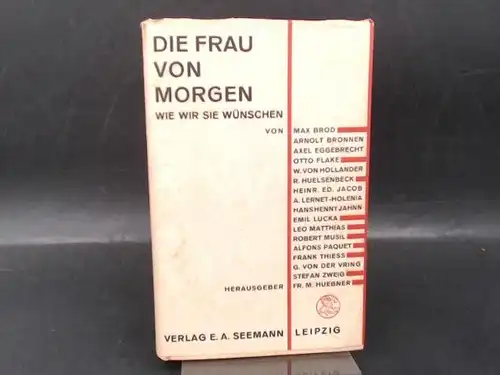 DIE FRAU
VON
MORGEN
WIE WIR SIE WÜNSCHEN
VON MAX BROD
ARNOLT BRONNEN
AXEL EGGEBRECHT
OTTO FLAKE
W. VON HOLLANDER
R. HUELSENBECK
HEINR. ED. JACOB
A. LERNET-HOLENIA
HANS HENNY JAHNN
EMIL LUCKA
LEO MATTHIAS
ROBERT MUSIL
ALFONS PAQUET
FRANK THIESS
G. VON DER VRING
STEFAN ZWEIG
HERAUSGEBER FR. M. HUEBNER
VERLAG E. A. SEEMANN LEIPZIG